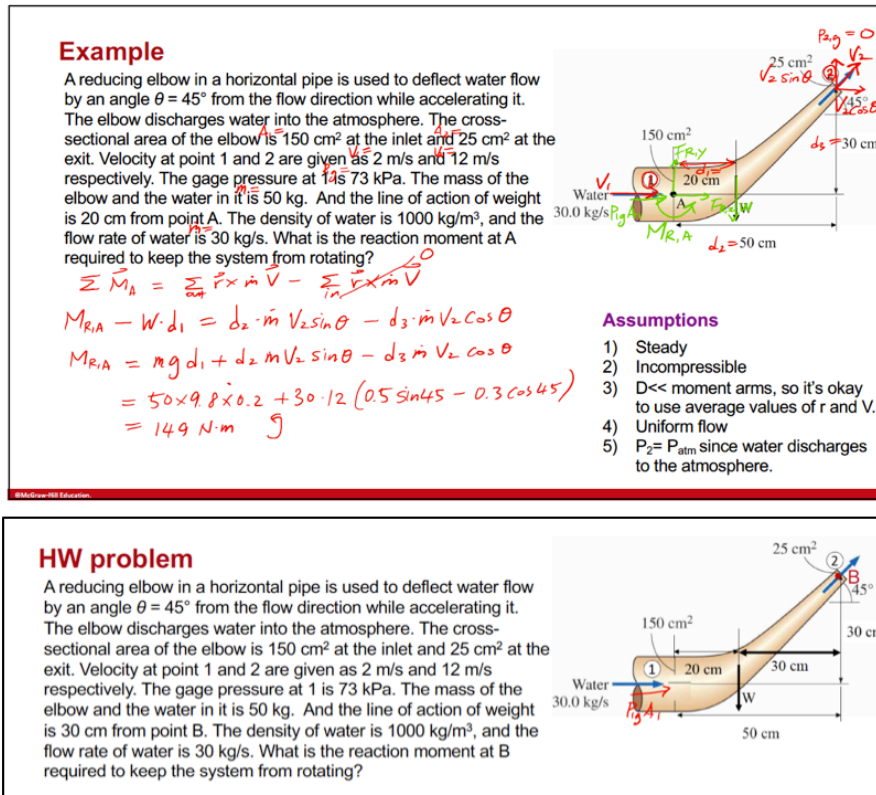 Example
A reducing elbow in a horizontal pipe is used to deflect water flow
by an angle θ = 45° from the flow direction while accelerating it.
The elbow discharges water into the atmosphere. The cross-
A₁= A₂=
sectional area of the elbow is 150 cm² at the inlet and 25 cm² at the
exit. Velocity at point 1 and 2 are given as 2 m/s and 12 m/s
respectively. The gage pressure at 1 is 73 kPa. The mass of the
elbow and the water in it is 50 kg. And the line of action of weight
is 20 cm from point A. The density of water is 1000 kg/m³, and the
flow rate of water is 30 kg/s. What is the reaction moment at A
required to keep the system from rotating?
P₂,g = 0
V₂
25 cm²
V₂ sinθ
2
45°
V₂cosθ
150 cm²
d₃ = 30 cm
FRY
d₁=
V₁
1
20 cm
Water
A
W
30.0 kg/s
P₁gA
M_R,A
d₂=50 cm
Σ M⃗_A = Σ_out r⃗ × ṁ V⃗ – Σ_in r⃗ × ṁ V⃗ 0
M_R,A – W·d₁ = d₂·ṁ V₂ sinθ – d₃·ṁ V₂ Cosθ
M_R,A = mg d₁ + d₂ ṁ V₂ sinθ – d₃ ṁ V₂ cosθ
= 50×9.8×0.2 + 30·12 (0.5 sin45 – 0.3 cos45)
= 149 N·m
Assumptions
1) Steady
2) Incompressible
3) D<< moment arms, so it's okay
to use average values of r and V.
4) Uniform flow
5) P₂= Pₐₜₘ since water discharges
to the atmosphere.
©McGraw-Hill Education.
HW problem
A reducing elbow in a horizontal pipe is used to deflect water flow
by an angle θ = 45° from the flow direction while accelerating it.
The elbow discharges water into the atmosphere. The cross-
sectional area of the elbow is 150 cm² at the inlet and 25 cm² at the
exit. Velocity at point 1 and 2 are given as 2 m/s and 12 m/s
respectively. The gage pressure at 1 is 73 kPa. The mass of the
elbow and the water in it is 50 kg. And the line of action of weight
is 30 cm from point B. The density of water is 1000 kg/m³, and the
flow rate of water is 30 kg/s. What is the reaction moment at B
required to keep the system from rotating?
25 cm²
2
B
45°
150 cm²
30 cm
1
20 cm
30 cm
Water
30.0 kg/s
P₁gA₁
W
50 cm